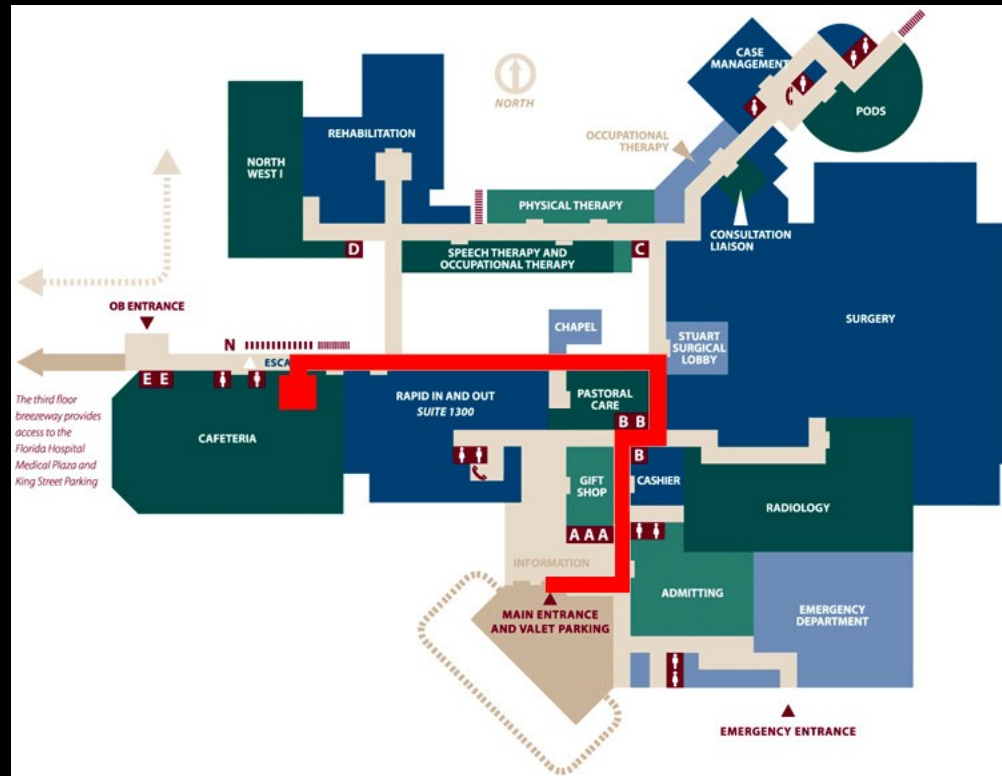 CASE
MANAGEMENT
NORTH
PODS
OCCUPATIONAL
THERAPY
REHABILITATION
NORTH
WEST I
PHYSICAL THERAPY
CONSULTATION
LIAISON
D
SPEECH THERAPY AND
OCCUPATIONAL THERAPY
C
OB ENTRANCE
CHAPEL
STUART
SURGICAL
LOBBY
SURGERY
N
E E
The third floor
breezeway provides
access to the
Florida Hospital
Medical Plaza and
King Street Parking
RAPID IN AND OUT
SUITE 1300
PASTORAL
CARE
B B
CAFETERIA
B
GIFT
SHOP
CASHIER
RADIOLOGY
A A A
INFORMATION
ADMITTING
MAIN ENTRANCE
AND VALET PARKING
EMERGENCY
DEPARTMENT
EMERGENCY ENTRANCE